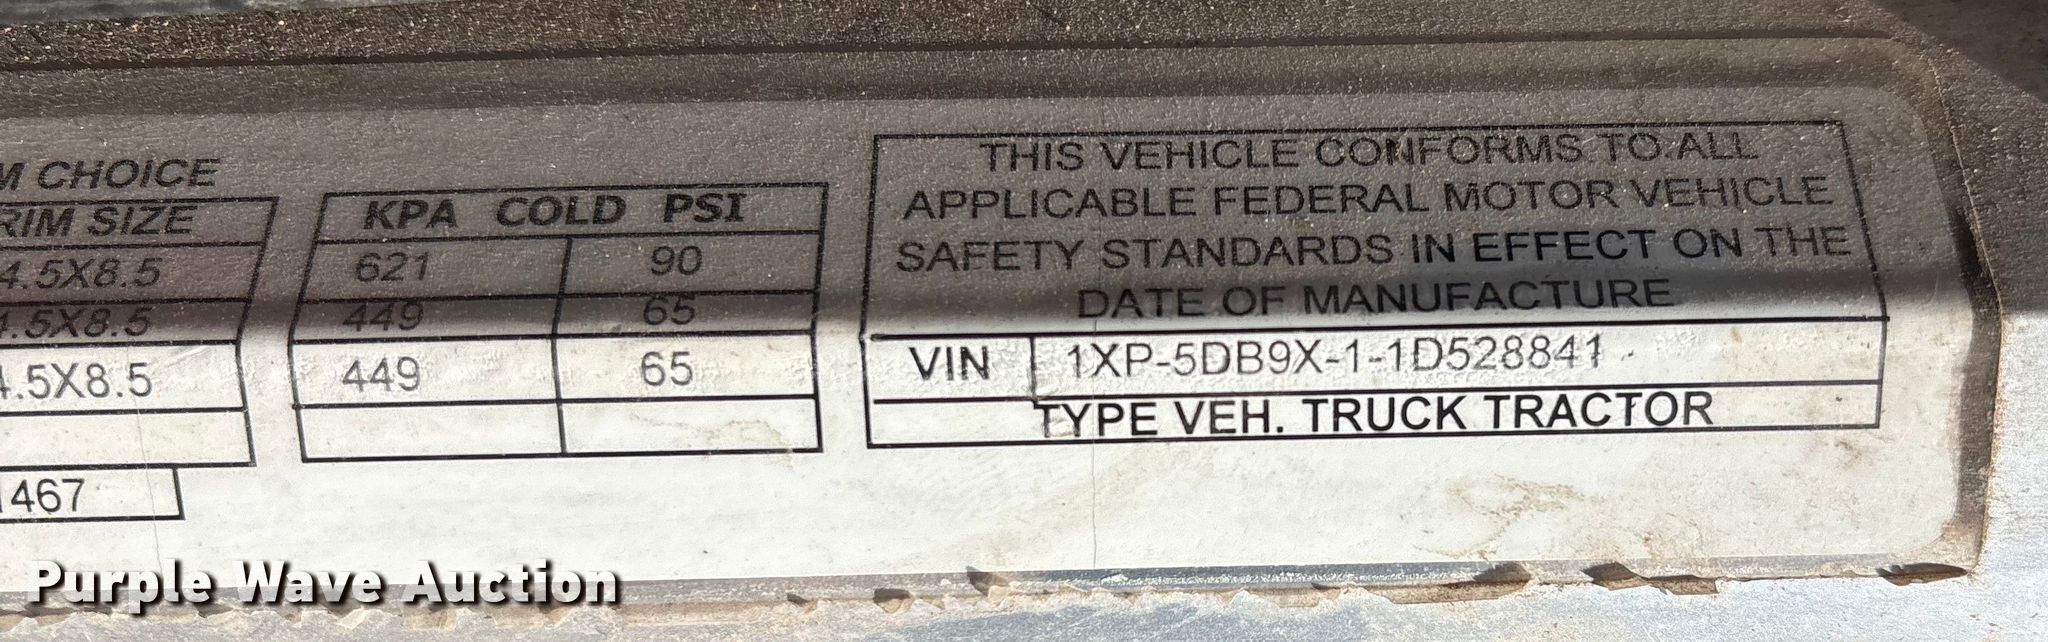 M CHOICE
RIM SIZE
4.5X8.5
4.5X8.5
4.5X8.5
467
KPA COLD PSI
621 90
449 65
449 65
THIS VEHICLE CONFORMS TO ALL
APPLICABLE FEDERAL MOTOR VEHICLE
SAFETY STANDARDS IN EFFECT ON THE
DATE OF MANUFACTURE
VIN 1XP-5DB9X-1-1D528841
TYPE VEH. TRUCK TRACTOR
Purple Wave Auction